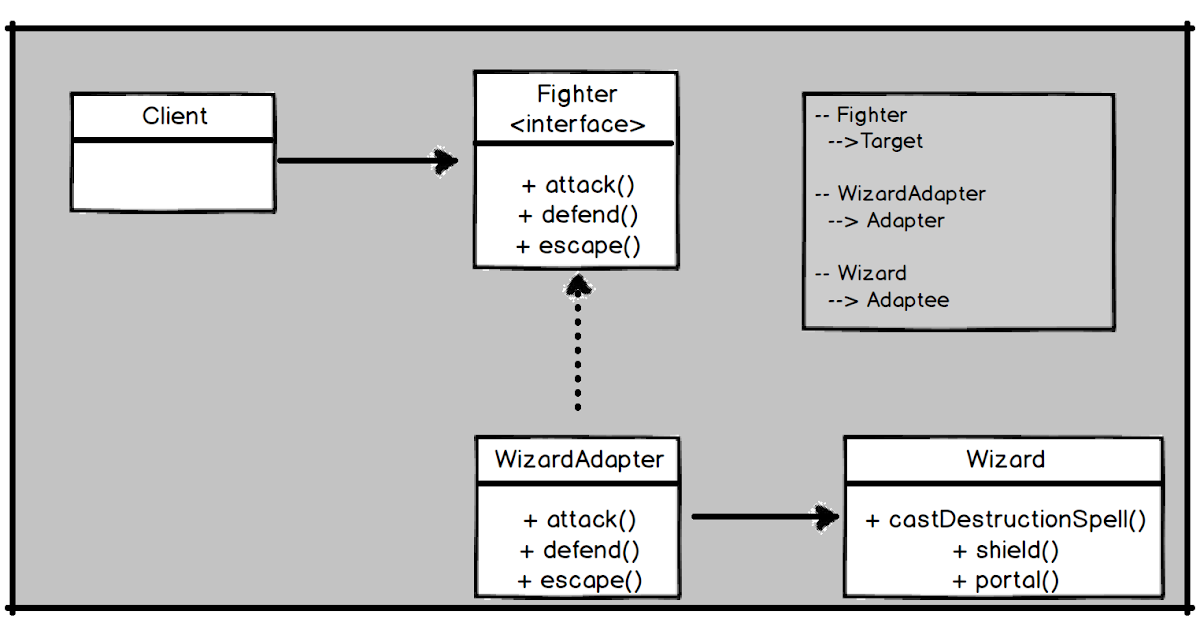 Client
Fighter
<interface>
+ attack()
+ defend()
+ escape()
-- Fighter
-->Target
-- WizardAdapter
--> Adapter
-- Wizard
--> Adaptee
WizardAdapter
+ attack()
+ defend()
+ escape()
Wizard
+ castDestructionSpell()
+ shield()
+ portal()